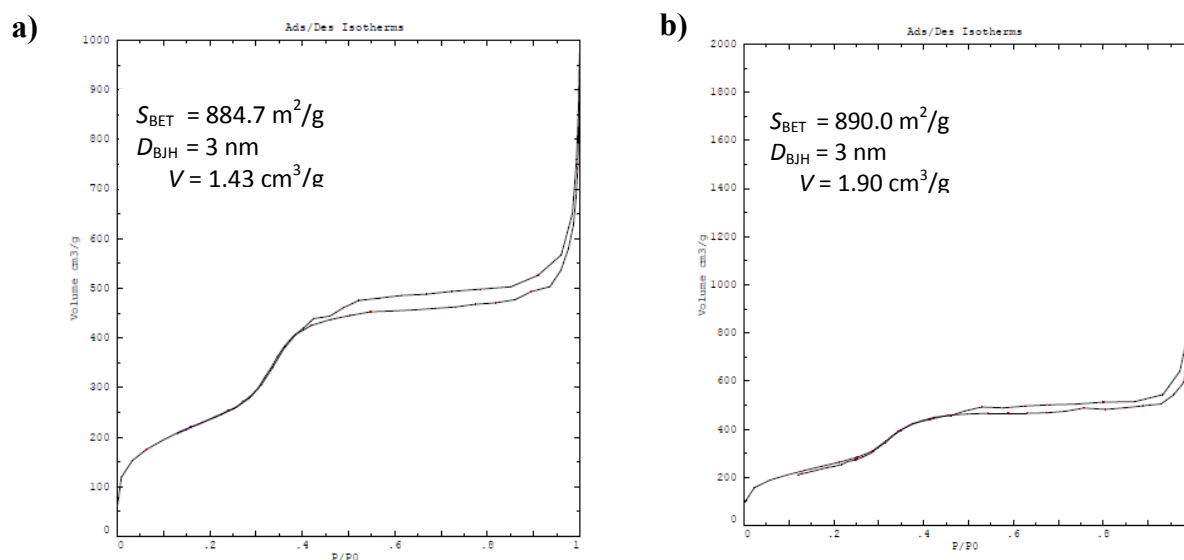 a)
Ads/Des Isotherms
S_BET = 884.7 m²/g
D_BJH = 3 nm
V = 1.43 cm³/g
Volume cm3/g
1000
900
800
700
600
500
400
300
200
100
0
0 .2 .4 .6 .8 1
P/P0
b)
Ads/Des Isotherms
S_BET = 890.0 m²/g
D_BJH = 3 nm
V = 1.90 cm³/g
Volume cm3/g
2000
1800
1600
1400
1200
1000
800
600
400
200
0
0 .2 .4 .6 .8
P/P0